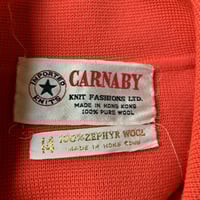 IMPORTED
KNITS
CARNABY
KNIT FASHIONS LTD.
MADE IN HONG KONG
100% PURE WOOL
14 100% ZEPHYR WOOL
MADE IN HONG KONG